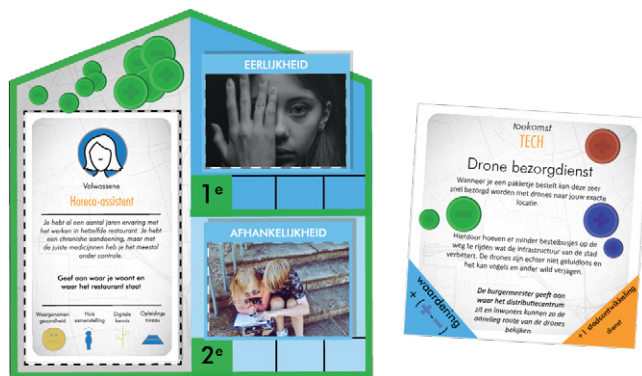 Volwassene
Horeca-assistent
Je hebt al een aantal jaren ervaring met
het werken in hetzelfde restaurant. Je hebt
een chronische aandoening, maar met
de juiste medicijnen heb je het meestal
onder controle.
Geef aan waar je woont en
waar het restaurant staat
Waargenomen
gezondheid
Huis
samenstelling
Digitale
kennis
Opleidings
niveau
EERLIJKHEID
1e
AFHANKELIJKHEID
2e
toekomst
TECH
Drone bezorgdienst
Wanneer je een pakketje bestelt kan deze zeer
snel bezorgd worden met drones naar jouw exacte
locatie.
Hierdoor hoeven er minder bestelbusjes op de
weg te rijden wat de infrastructuur van de stad
verbetert. De drones zijn echter niet geluidloos en
het kan vogels en ander wild verjagen.
De burgermeester geeft aan
waar het distributiecentrum
zit en inwoners kunnen zo de
aanvlieg route van de drones
bekijken.
waardering
+ (+-)
+1 stadsontwikkeling
dienst